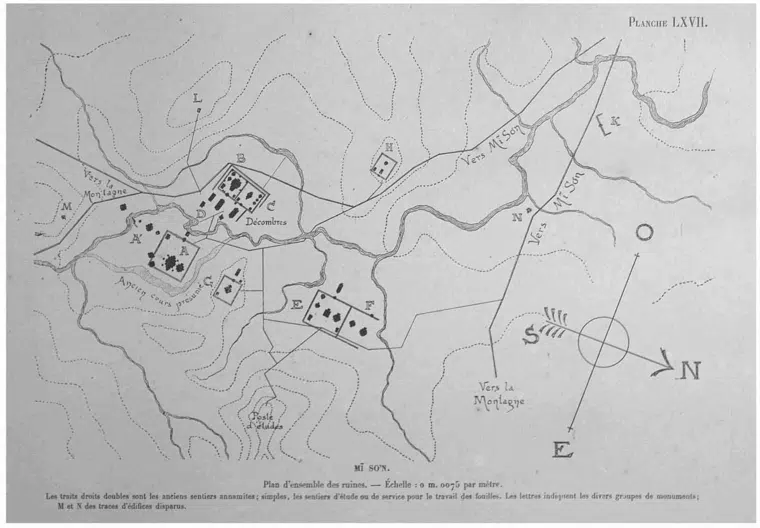 PLANCHE LXVII.
L
K
B
H
Vers Mĩ Son
Vers la
Montagne
M
D
C
Décombres
N
Vers Mĩ-Son
A'
A
O
G
Ancien cours présumé
E
F
S
N
Vers la
Montagne
Poste
d'études
E
MĨ SO'N.
Plan d'ensemble des ruines. — Échelle : 0 m. 0075 par mètre.
Les traits droits doubles sont les anciens sentiers annamites; simples, les sentiers d'étude ou de service pour le travail des fouilles. Les lettres indiquent les divers groupes de monuments;
M et N des traces d'édifices disparus.